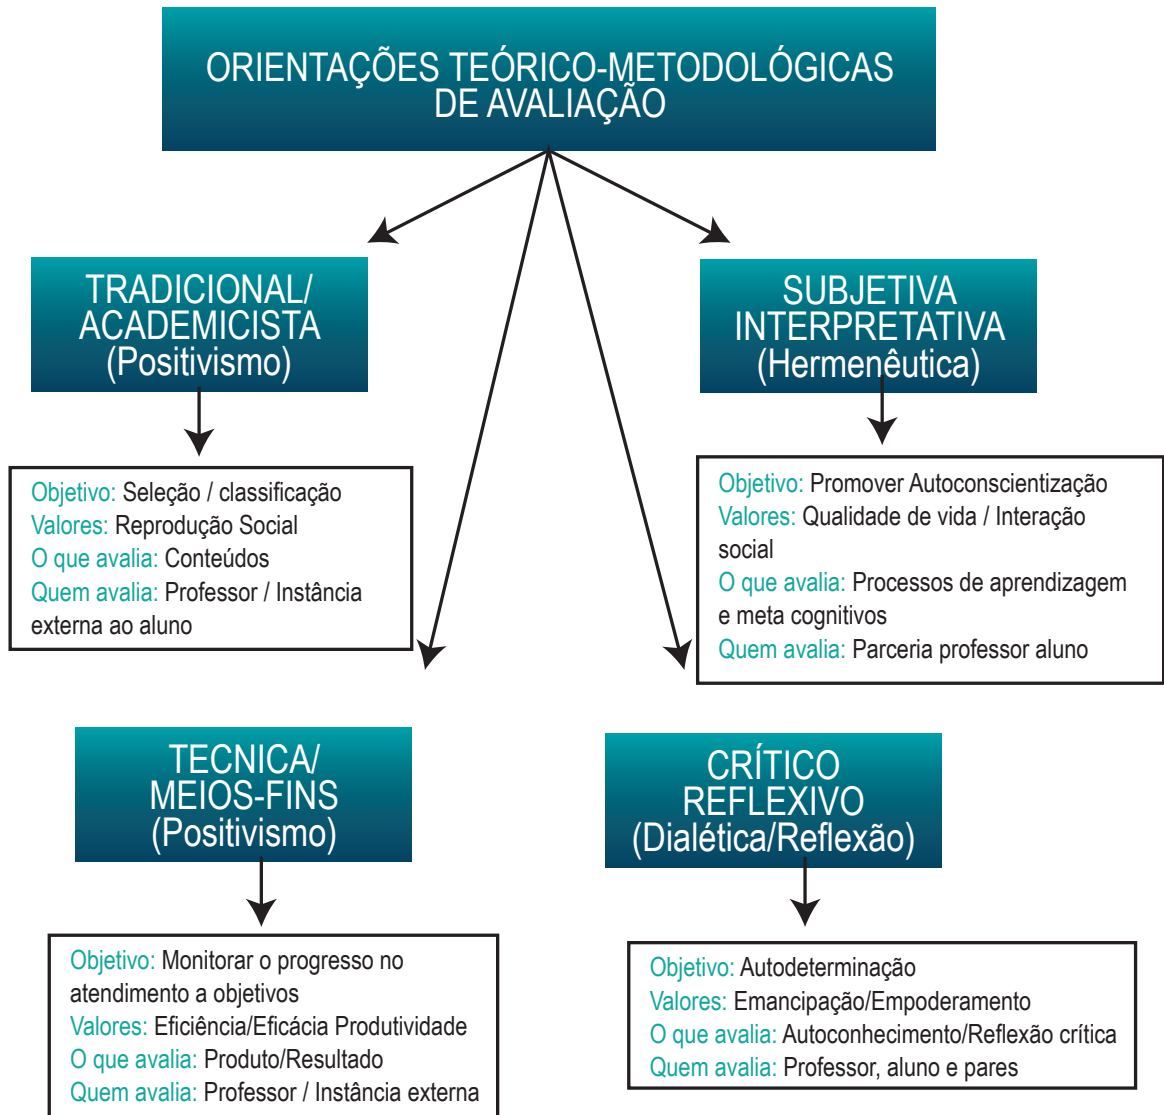 ORIENTAÇÕES TEÓRICO-METODOLÓGICAS
DE AVALIAÇÃO
TRADICIONAL/
ACADEMICISTA
(Positivismo)
Objetivo: Seleção / classificação
Valores: Reprodução Social
O que avalia: Conteúdos
Quem avalia: Professor / Instância
externa ao aluno
SUBJETIVA
INTERPRETATIVA
(Hermenêutica)
Objetivo: Promover Autoconscientização
Valores: Qualidade de vida / Interação
social
O que avalia: Processos de aprendizagem
e meta cognitivos
Quem avalia: Parceria professor aluno
TECNICA/
MEIOS-FINS
(Positivismo)
Objetivo: Monitorar o progresso no
atendimento a objetivos
Valores: Eficiência/Eficácia Produtividade
O que avalia: Produto/Resultado
Quem avalia: Professor / Instância externa
CRÍTICO
REFLEXIVO
(Dialética/Reflexão)
Objetivo: Autodeterminação
Valores: Emancipação/Empoderamento
O que avalia: Autoconhecimento/Reflexão crítica
Quem avalia: Professor, aluno e pares